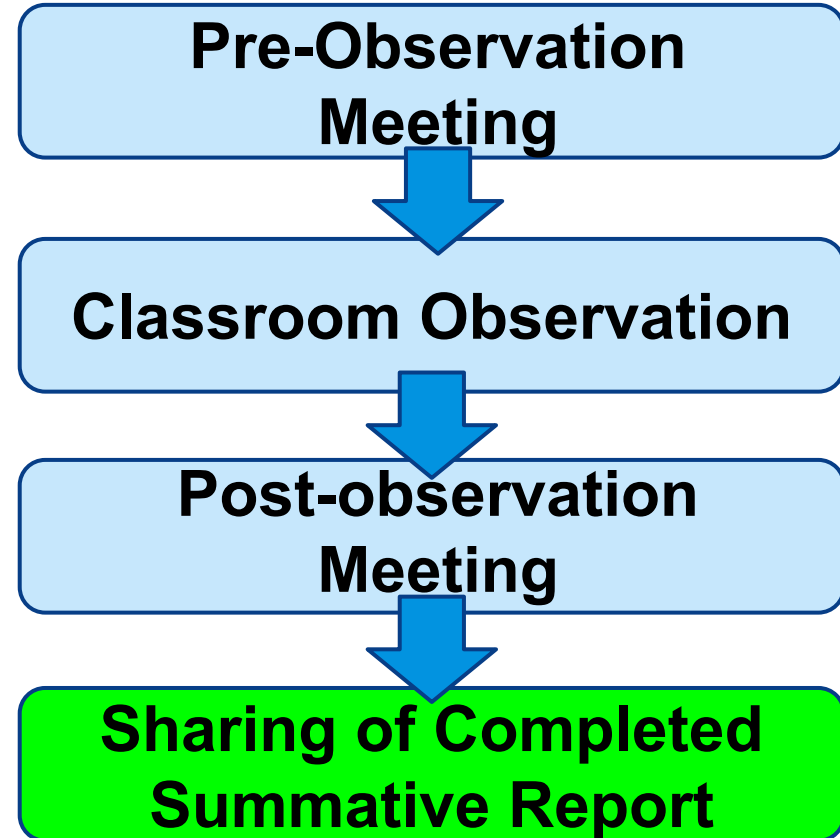 Pre-Observation
Meeting
Classroom Observation
Post-observation
Meeting
Sharing of Completed
Summative Report